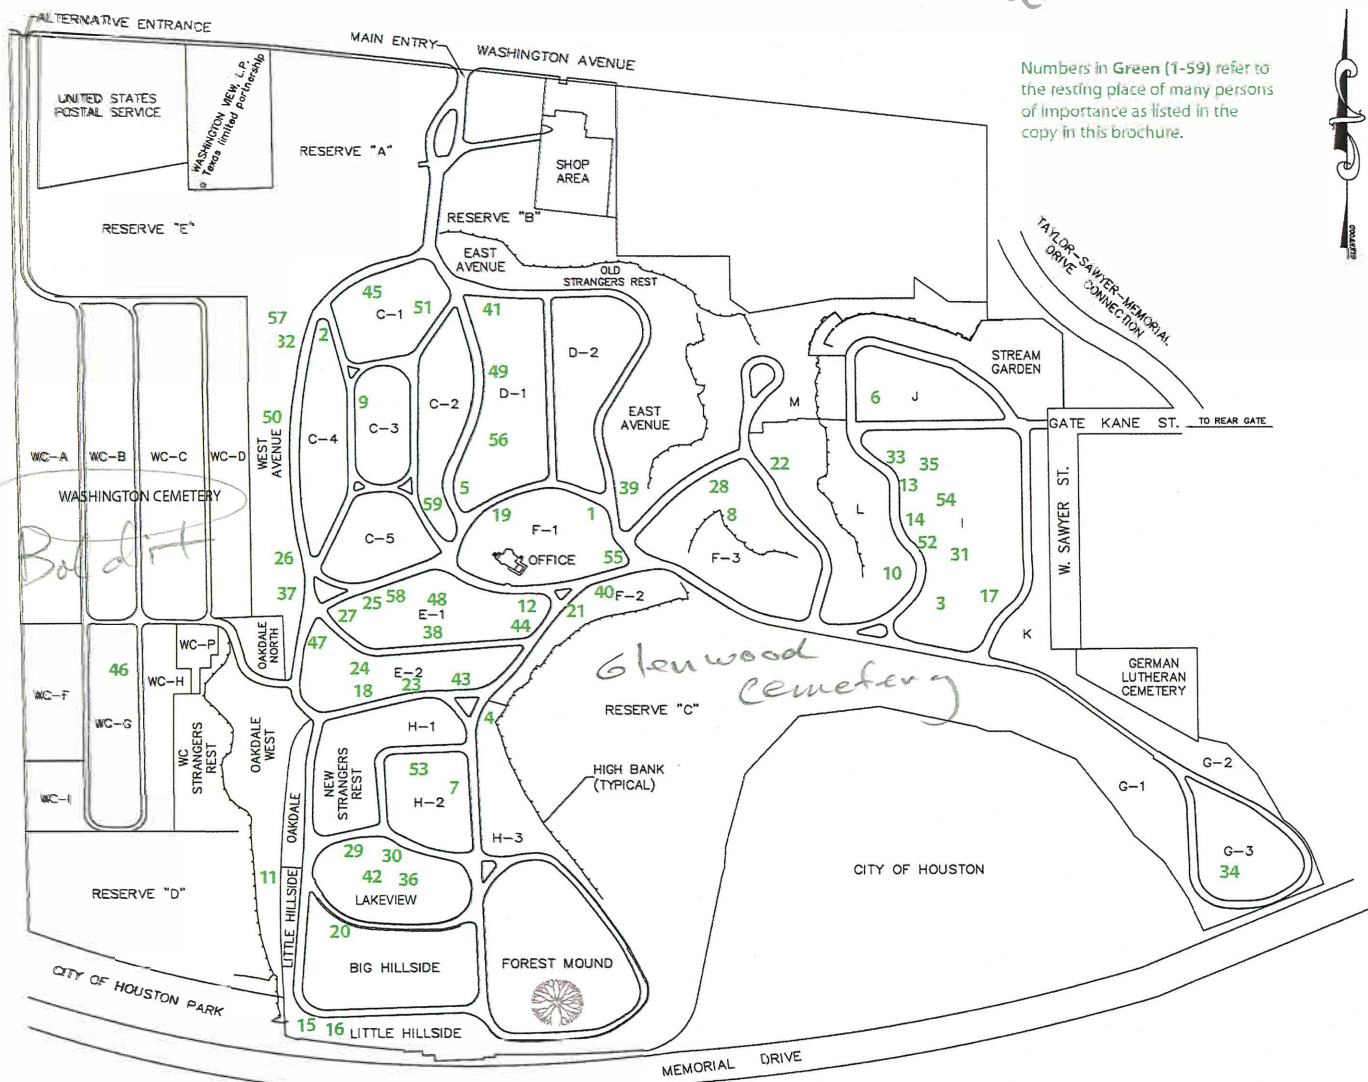 ALTERNATIVE ENTRANCE
MAIN ENTRY
WASHINGTON AVENUE
Numbers in Green (1-59) refer to
the resting place of many persons
of importance as listed in the
copy in this brochure.
UNITED STATES
POSTAL SERVICE
WASHINGTON VIEW, L.P.
a Texas limited partnership
RESERVE "A"
SHOP
AREA
RESERVE "E"
RESERVE "B"
EAST
AVENUE
OLD
STRANGERS REST
TAYLOR-SAWYER-MEMORIAL
DRIVE CONNECTION
45
51
C-1
41
57
32
2
D-2
STREAM
GARDEN
49
D-1
9
C-2
6
J
M
50
EAST
AVENUE
GATE
KANE ST.
TO REAR GATE
C-4
C-3
56
WC-A
WC-B
WC-C
WC-D
WEST
AVENUE
22
33
35
WASHINGTON CEMETERY
59
5
39
28
13
54
W. SAWYER ST.
19
1
8
L
14
I
Boldirt
C-5
F-1
OFFICE
55
F-3
52
31
26
10
37
25
58
48
12
40
F-2
21
3
17
27
E-1
38
44
K
47
OAKDALE
NORTH
WC-P
46
WC-H
24
E-2
43
18
23
Glenwood
Cemetery
GERMAN
LUTHERAN
CEMETERY
WC-F
WC-G
4
RESERVE "C"
H-1
WC
STRANGERS
REST
OAKDALE
WEST
NEW
STRANGERS
REST
53
7
H-2
HIGH BANK
(TYPICAL)
G-2
G-1
WC-I
OAKDALE
H-3
29
30
G-3
34
RESERVE "D"
11
42
36
LAKEVIEW
CITY OF HOUSTON
LITTLE HILLSIDE
20
BIG HILLSIDE
FOREST MOUND
CITY OF HOUSTON PARK
15
16
LITTLE HILLSIDE
MEMORIAL DRIVE